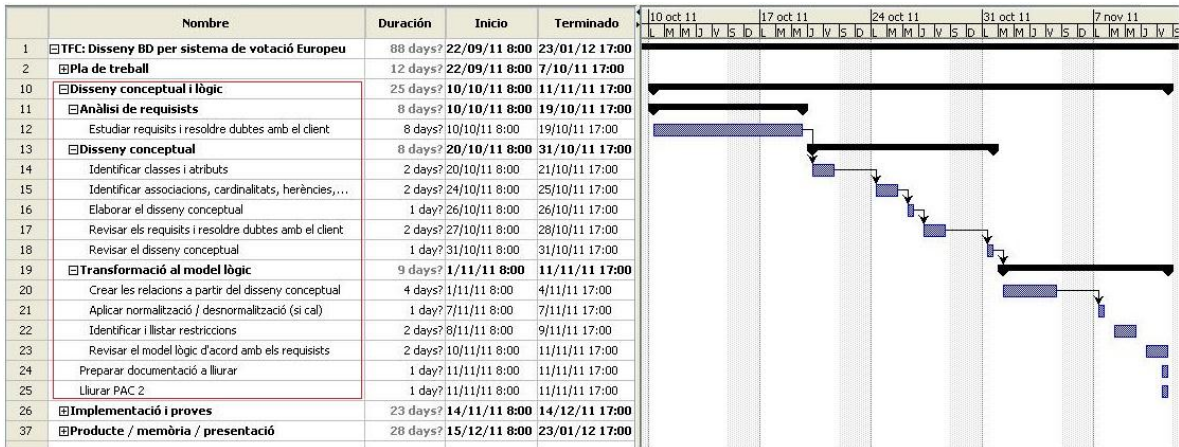 Nombre Duración Inicio Terminado 10 oct 11 17 oct 11 24 oct 11 31 oct 11 7 nov 11
L M M J V S D L M M J V S D L M M J V S D L M M J V S D L M M J V S
1 TFC: Disseny BD per sistema de votació Europeu 88 days? 22/09/11 8:00 23/01/12 17:00
2 Pla de treball 12 days? 22/09/11 8:00 7/10/11 17:00
10 Disseny conceptual i lògic 25 days? 10/10/11 8:00 11/11/11 17:00
11 Anàlisi de requisists 8 days? 10/10/11 8:00 19/10/11 17:00
12 Estudiar requisits i resoldre dubtes amb el client 8 days? 10/10/11 8:00 19/10/11 17:00
13 Disseny conceptual 8 days? 20/10/11 8:00 31/10/11 17:00
14 Identificar classes i atributs 2 days? 20/10/11 8:00 21/10/11 17:00
15 Identificar associacions, cardinalitats, herències,... 2 days? 24/10/11 8:00 25/10/11 17:00
16 Elaborar el disseny conceptual 1 day? 26/10/11 8:00 26/10/11 17:00
17 Revisar els requisits i resoldre dubtes amb el client 2 days? 27/10/11 8:00 28/10/11 17:00
18 Revisar el disseny conceptual 1 day? 31/10/11 8:00 31/10/11 17:00
19 Transformació al model lògic 9 days? 1/11/11 8:00 11/11/11 17:00
20 Crear les relacions a partir del disseny conceptual 4 days? 1/11/11 8:00 4/11/11 17:00
21 Aplicar normalització / desnormalització (si cal) 1 day? 7/11/11 8:00 7/11/11 17:00
22 Identificar i llistar restriccions 2 days? 8/11/11 8:00 9/11/11 17:00
23 Revisar el model lògic d'acord amb els requisists 2 days? 10/11/11 8:00 11/11/11 17:00
24 Preparar documentació a lliurar 1 day? 11/11/11 8:00 11/11/11 17:00
25 Lliurar PAC 2 1 day? 11/11/11 8:00 11/11/11 17:00
26 Implementació i proves 23 days? 14/11/11 8:00 14/12/11 17:00
37 Producte / memòria / presentació 28 days? 15/12/11 8:00 23/01/12 17:00